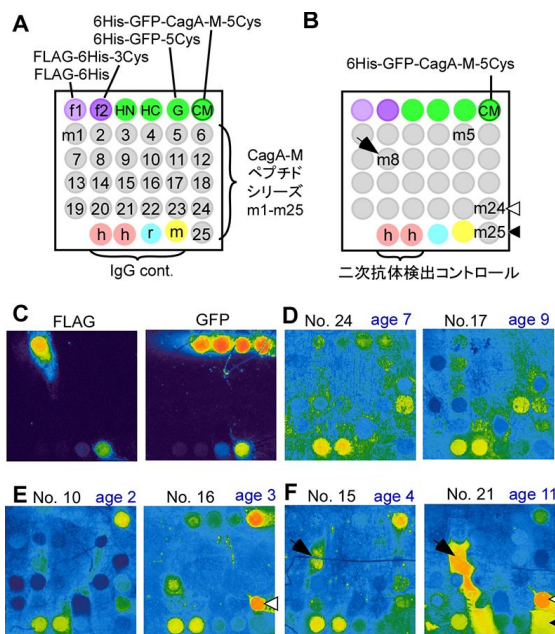 A
6His-GFP-CagA-M-5Cys
6His-GFP-5Cys
FLAG-6His-3Cys
FLAG-6His
f1 f2 HN HC G CM
m1 2 3 4 5 6
7 8 9 10 11 12
13 14 15 16 17 18
19 20 21 22 23 24
h h r m 25
IgG cont.
CagA-M
ペプチド
シリーズ
m1-m25
B
6His-GFP-CagA-M-5Cys
CM
m5
m8
m24
m25
h h
二次抗体検出コントロール
C
FLAG GFP
D
No. 24 age 7 No.17 age 9
E
No. 10 age 2 No. 16 age 3
F
No. 15 age 4 No. 21 age 11